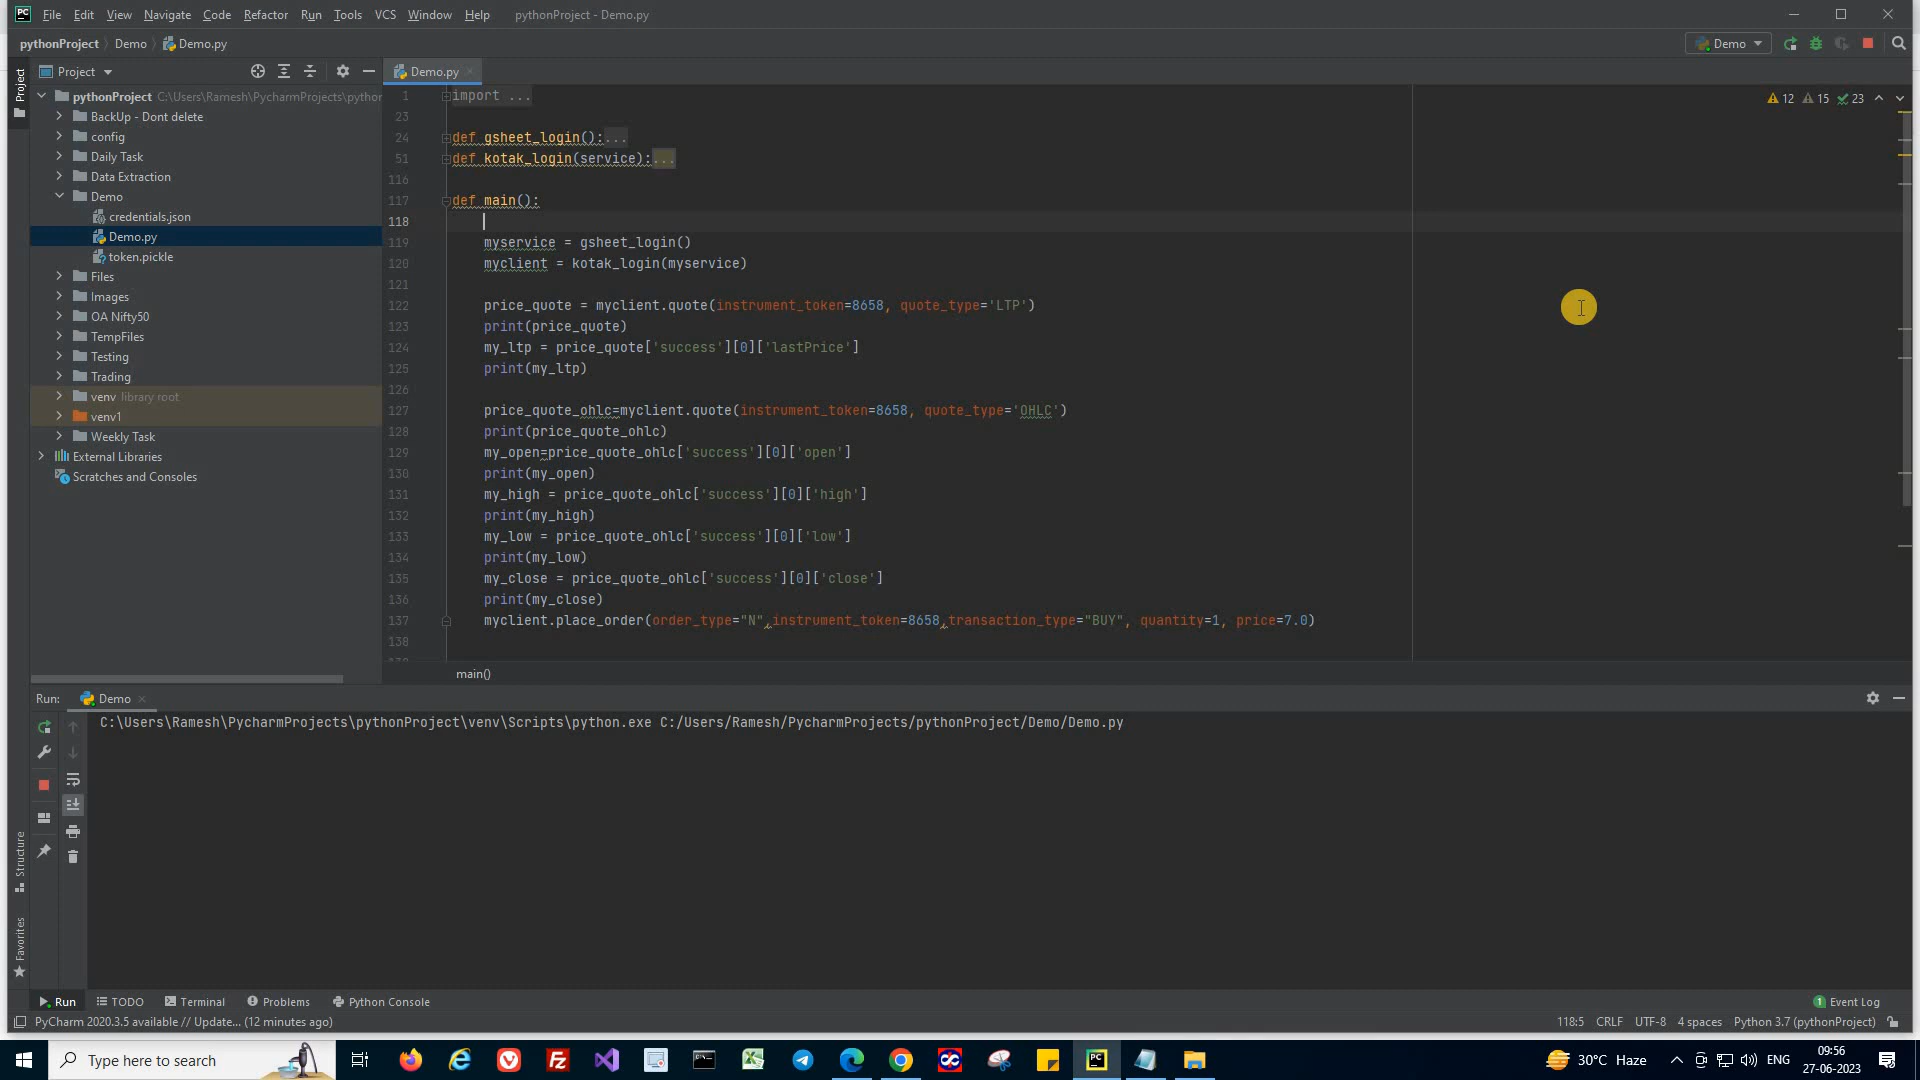 File Edit View Navigate Code Refactor Run Tools VCS Window Help pythonProject - Demo.py
pythonProject Demo Demo.py Demo
Project Demo.py
Project
pythonProject C:\Users\Ramesh\PycharmProjects\python
BackUp - Dont delete
config
Daily Task
Data Extraction
Demo
credentials.json
Demo.py
token.pickle
Files
Images
OA Nifty50
TempFiles
Testing
Trading
venv library root
venv1
Weekly Task
External Libraries
Scratches and Consoles
12 15 23
1 import ...
23
24 def gsheet_login():...
51 def kotak_login(service):...
116
117 def main():
118
119 myservice = gsheet_login()
120 myclient = kotak_login(myservice)
121
122 price_quote = myclient.quote(instrument_token=8658, quote_type='LTP')
123 print(price_quote)
124 my_ltp = price_quote['success'][0]['lastPrice']
125 print(my_ltp)
126
127 price_quote_ohlc=myclient.quote(instrument_token=8658, quote_type='OHLC')
128 print(price_quote_ohlc)
129 my_open=price_quote_ohlc['success'][0]['open']
130 print(my_open)
131 my_high = price_quote_ohlc['success'][0]['high']
132 print(my_high)
133 my_low = price_quote_ohlc['success'][0]['low']
134 print(my_low)
135 my_close = price_quote_ohlc['success'][0]['close']
136 print(my_close)
137 myclient.place_order(order_type="N",instrument_token=8658,transaction_type="BUY", quantity=1, price=7.0)
138
main()
Run: Demo
C:\Users\Ramesh\PycharmProjects\pythonProject\venv\Scripts\python.exe C:/Users/Ramesh/PycharmProjects/pythonProject/Demo/Demo.py
Structure
Favorites
Run TODO Terminal Problems Python Console 1 Event Log
PyCharm 2020.3.5 available // Update... (12 minutes ago) 118:5 CRLF UTF-8 4 spaces Python 3.7 (pythonProject)
Type here to search 30°C Haze ENG 09:56
27-06-2023